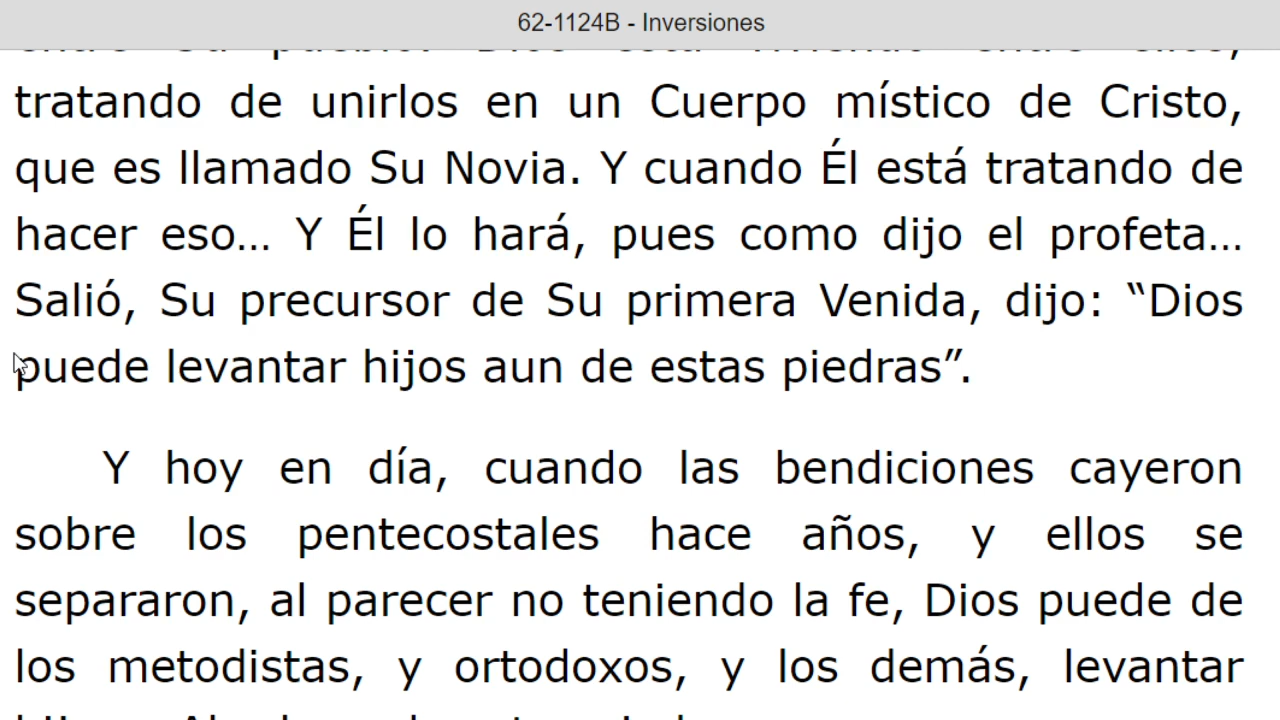 62-1124B - Inversiones
tratando de unirlos en un Cuerpo místico de Cristo,
que es llamado Su Novia. Y cuando Él está tratando de
hacer eso… Y Él lo hará, pues como dijo el profeta…
Salió, Su precursor de Su primera Venida, dijo: “Dios
puede levantar hijos aun de estas piedras”.
Y hoy en día, cuando las bendiciones cayeron
sobre los pentecostales hace años, y ellos se
separaron, al parecer no teniendo la fe, Dios puede de
los metodistas, y ortodoxos, y los demás, levantar